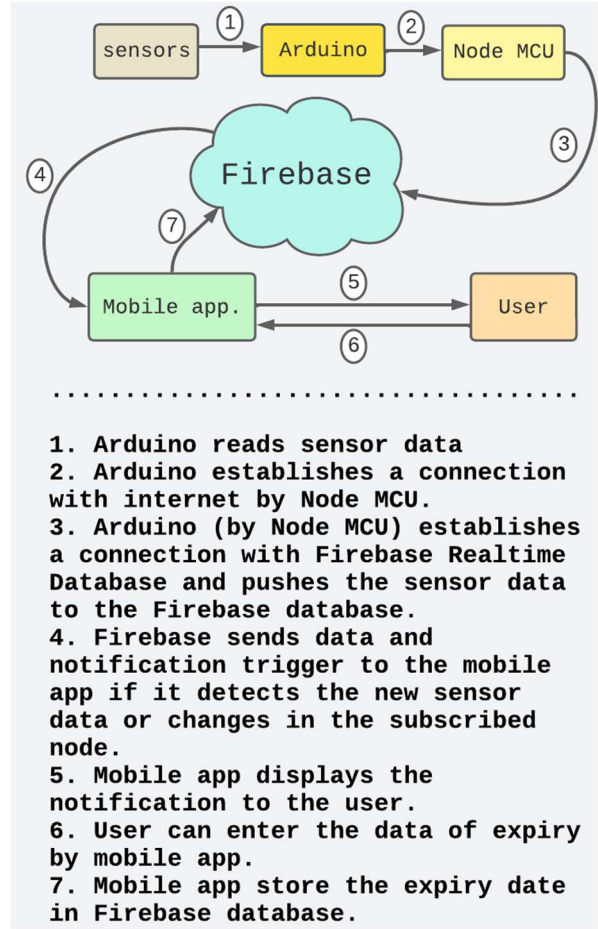 1
2
sensors
Arduino
Node MCU
3
4
Firebase
7
5
Mobile app.
User
6
1. Arduino reads sensor data
2. Arduino establishes a connection
with internet by Node MCU.
3. Arduino (by Node MCU) establishes
a connection with Firebase Realtime
Database and pushes the sensor data
to the Firebase database.
4. Firebase sends data and
notification trigger to the mobile
app if it detects the new sensor
data or changes in the subscribed
node.
5. Mobile app displays the
notification to the user.
6. User can enter the data of expiry
by mobile app.
7. Mobile app store the expiry date
in Firebase database.